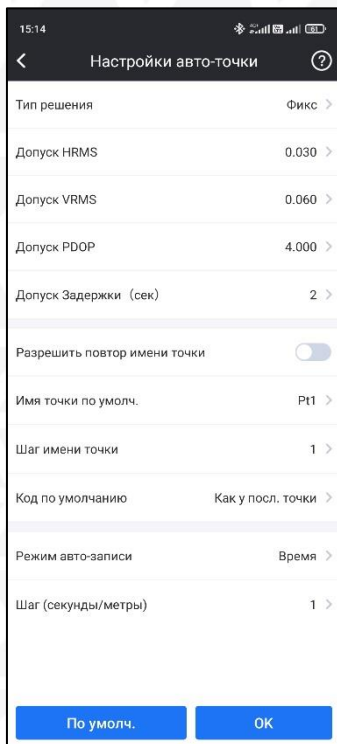 15:14
61
Настройки авто-точки
?
Тип решения Фикс
Допуск HRMS 0.030
Допуск VRMS 0.060
Допуск PDOP 4.000
Допуск Задержки (сек) 2
Разрешить повтор имени точки
Имя точки по умолч. Pt1
Шаг имени точки 1
Код по умолчанию Как у посл. точки
Режим авто-записи Время
Шаг (секунды/метры) 1
По умолч. OK